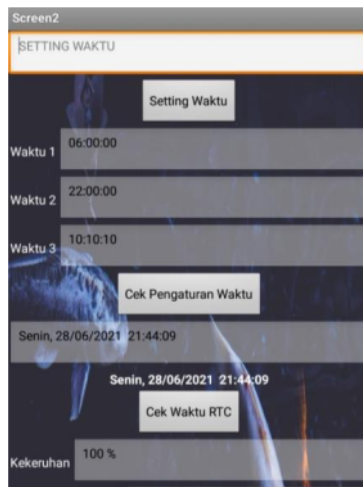 Screen2
SETTING WAKTU
Setting Waktu
Waktu 1 06:00:00
Waktu 2 22:00:00
Waktu 3 10:10:10
Cek Pengaturan Waktu
Senin, 28/06/2021 21:44:09
Senin, 28/06/2021 21:44:09
Cek Waktu RTC
Kekeruhan 100 %